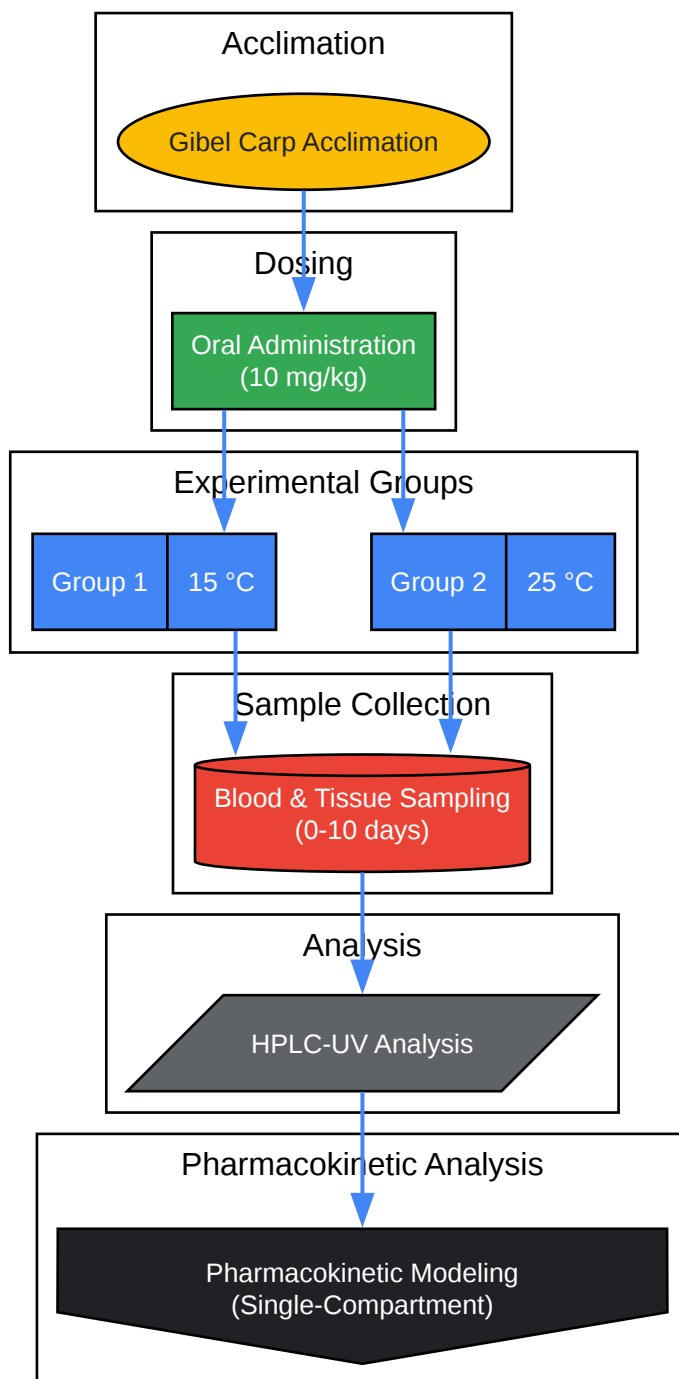 Acclimation
Gibel Carp Acclimation
Dosing
Oral Administration
(10 mg/kg)
Experimental Groups
Group 1 15 °C Group 2 25 °C
Sample Collection
Blood & Tissue Sampling
(0-10 days)
Analysis
HPLC-UV Analysis
Pharmacokinetic Analysis
Pharmacokinetic Modeling
(Single-Compartment)